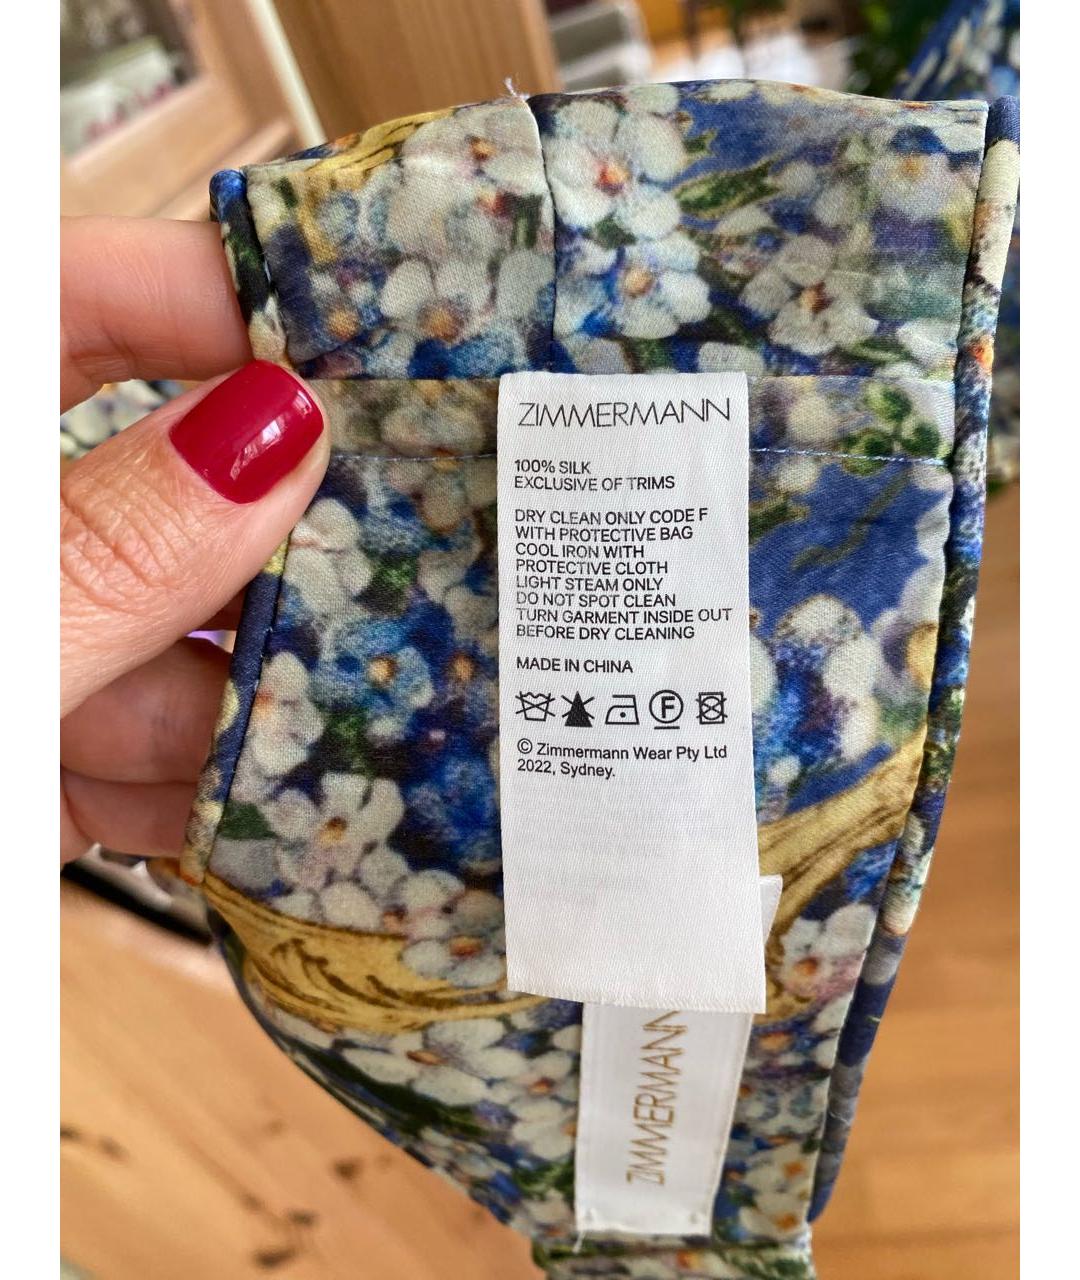 ZIMMERMANN
100% SILK
EXCLUSIVE OF TRIMS
DRY CLEAN ONLY CODE F
WITH PROTECTIVE BAG
COOL IRON WITH
PROTECTIVE CLOTH
LIGHT STEAM ONLY
DO NOT SPOT CLEAN
TURN GARMENT INSIDE OUT
BEFORE DRY CLEANING
MADE IN CHINA
F
© Zimmermann Wear Pty Ltd
2022, Sydney.
ZIMMERMANN